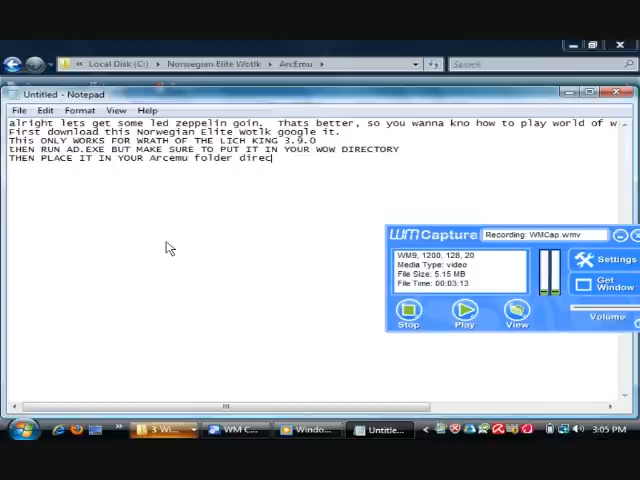 Local Disk (C:) Norwegian Elite Wotlk ArcEmu Search
Untitled - Notepad
File Edit Format View Help
alright lets get some led zeppelin goin. Thats better, so you wanna kno how to play world of w
First download this Norwegian Elite Wotlk google it.
This ONLY WORKS FOR WRATH OF THE LICH KING 3.9.0
tHEN RUN AD.EXE BUT MAKE SURE TO PUT IT IN YOUR WOW DIRECTORY
THEN PLACE IT IN YOUR Arcemu folder direc
WM Capture Recording: WMCap.wmv
WM9, 1200, 128, 20
Media Type: video
File Size: 5.15 MB
File Time: 00:03:13
Settings
Get Window
Stop Play View
Volume:
3 Wi... WM C... Windo... Untitle... 3:05 PM